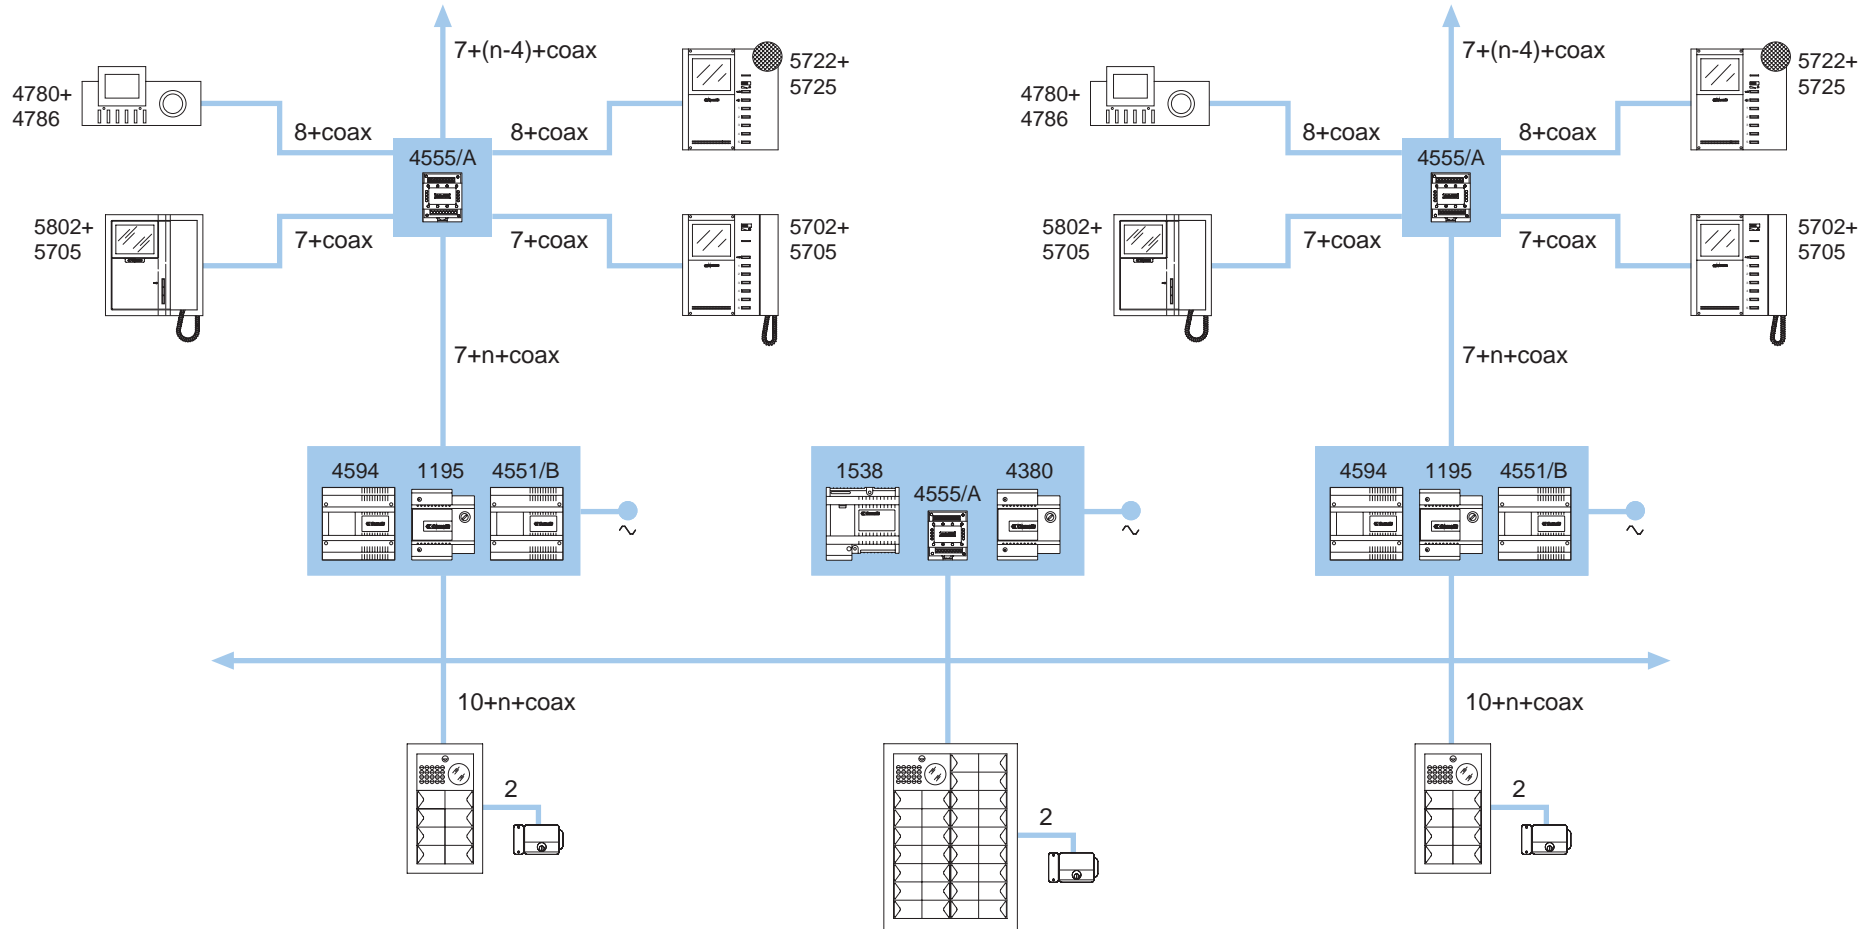 7+(n-4)+coax
7+(n-4)+coax
4780+
4786
5722+
5725
4780+
4786
5722+
5725
8+coax
8+coax
8+coax
8+coax
4555/A
4555/A
5802+
5705
7+coax
7+coax
5702+
5705
5802+
5705
7+coax
7+coax
5702+
5705
7+n+coax
7+n+coax
4594
1195
4551/B
1538
4555/A
4380
4594
1195
4551/B
10+n+coax
10+n+coax
2
2
2